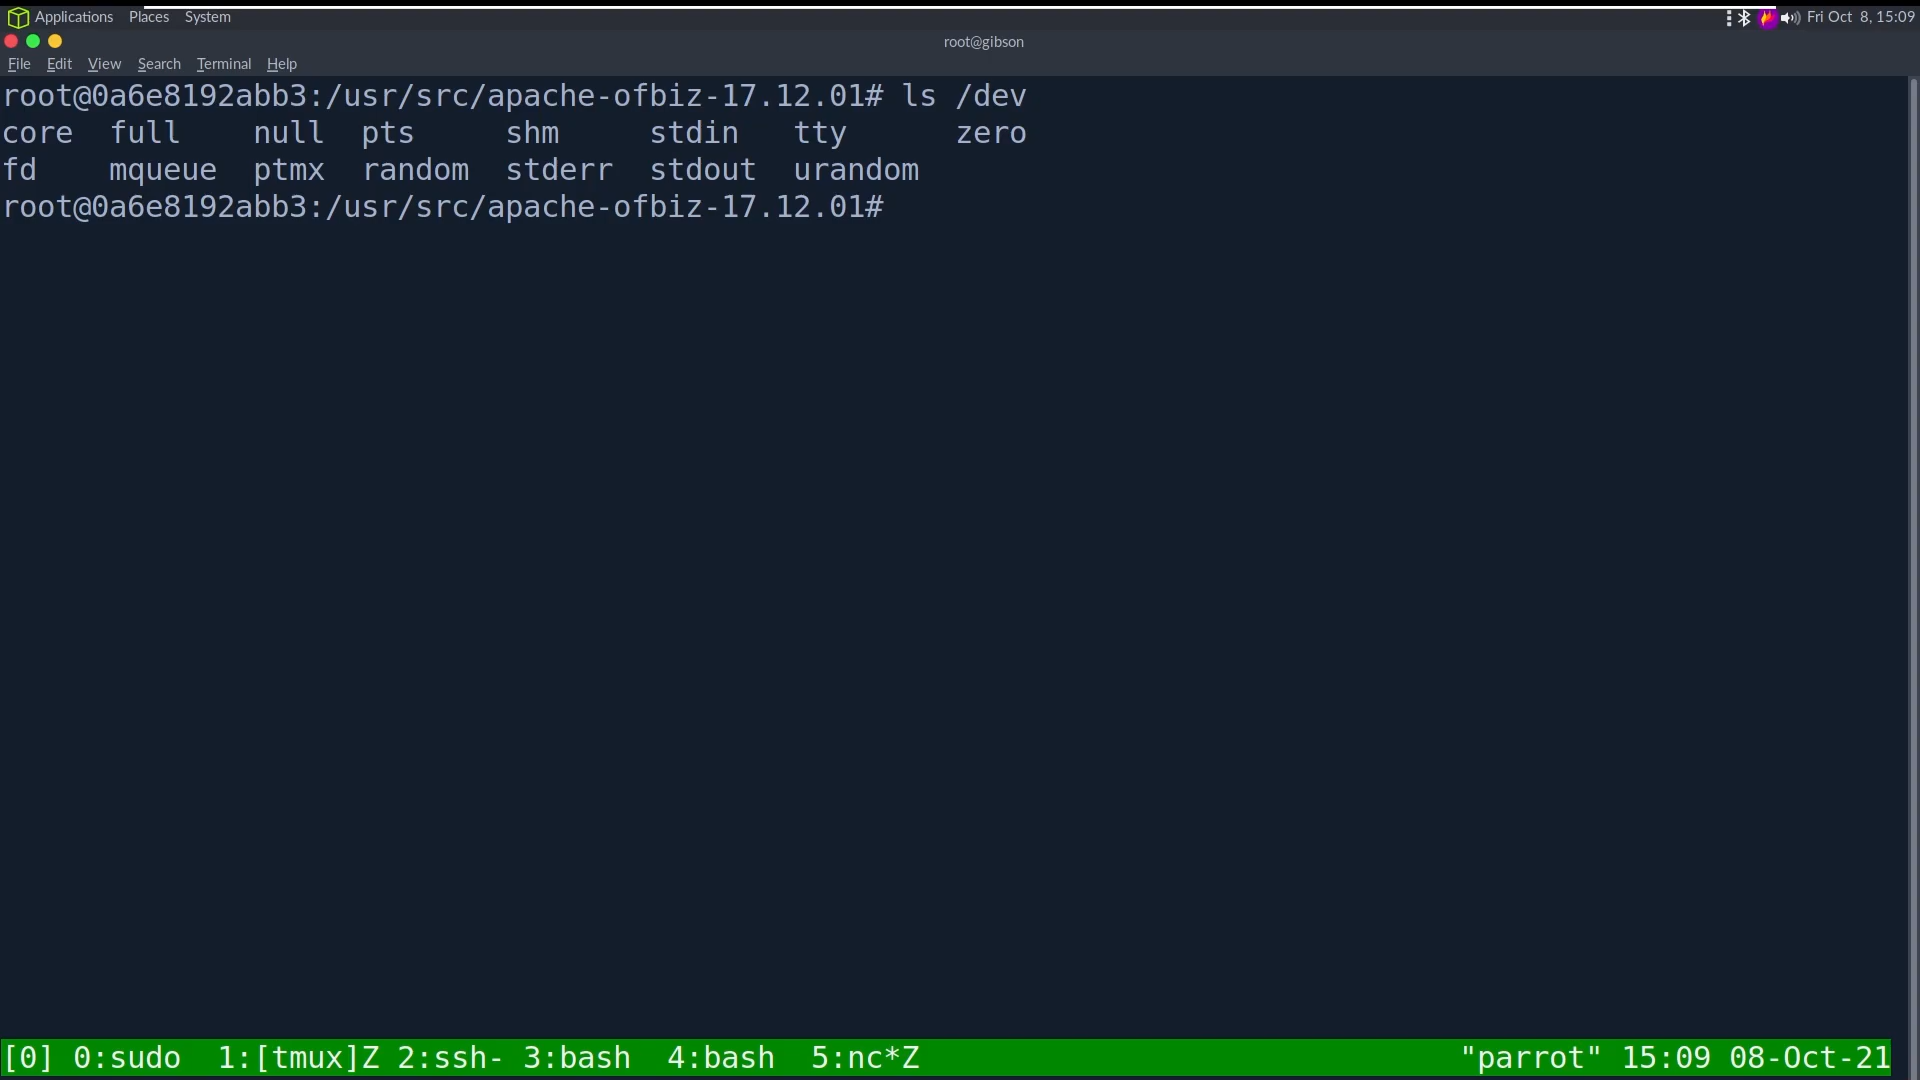 Applications Places System Fri Oct 8, 15:09
root@gibson
File Edit View Search Terminal Help
root@0a6e8192abb3:/usr/src/apache-ofbiz-17.12.01# ls /dev
core full null pts shm stdin tty zero
fd mqueue ptmx random stderr stdout urandom
root@0a6e8192abb3:/usr/src/apache-ofbiz-17.12.01#
[0] 0:sudo 1:[tmux]Z 2:ssh- 3:bash 4:bash 5:nc*Z "parrot" 15:09 08-Oct-21